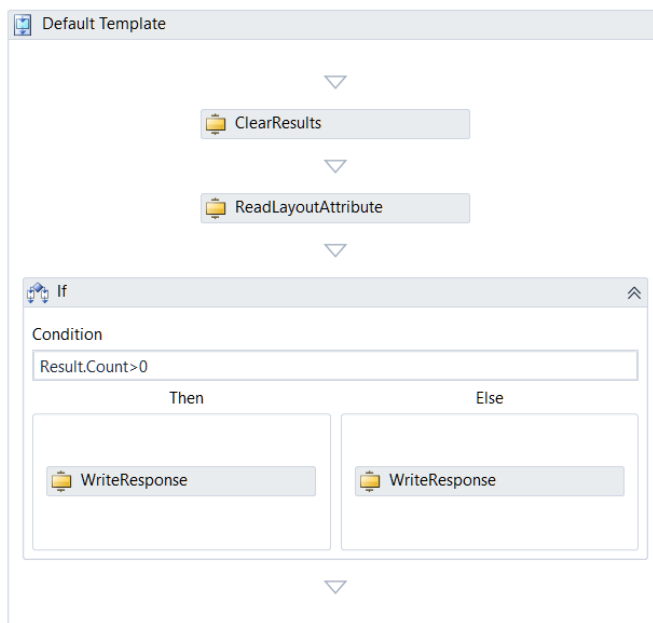 Default Template
ClearResults
ReadLayoutAttribute
If
Condition
Result.Count>0
Then Else
WriteResponse WriteResponse